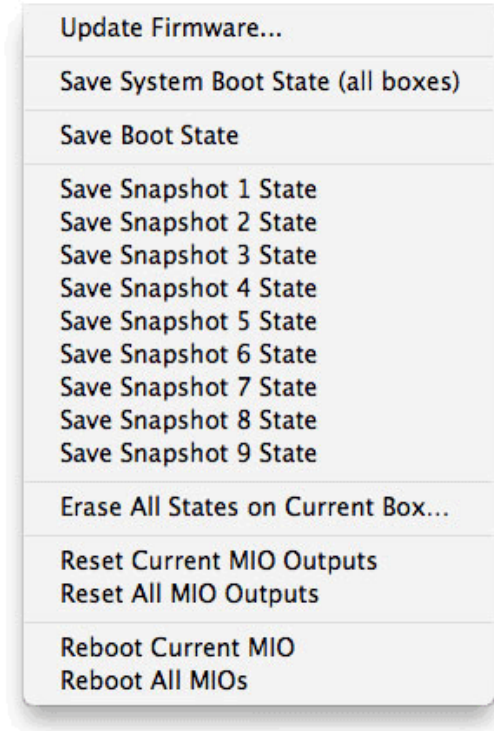 Update Firmware...
Save System Boot State (all boxes)
Save Boot State
Save Snapshot 1 State
Save Snapshot 2 State
Save Snapshot 3 State
Save Snapshot 4 State
Save Snapshot 5 State
Save Snapshot 6 State
Save Snapshot 7 State
Save Snapshot 8 State
Save Snapshot 9 State
Erase All States on Current Box...
Reset Current MIO Outputs
Reset All MIO Outputs
Reboot Current MIO
Reboot All MIOs